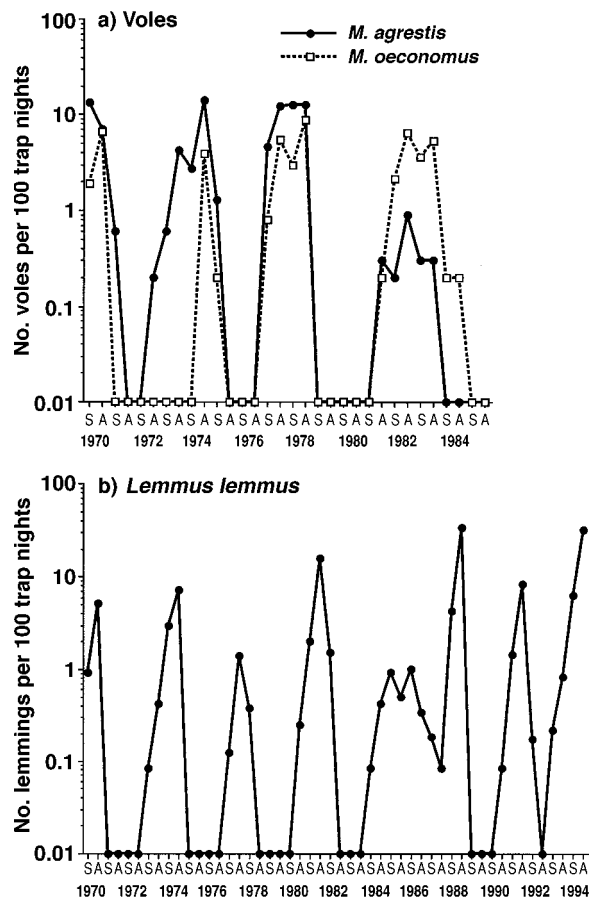 a) Voles
M. agrestis
M. oeconomus
No. voles per 100 trap nights
100
10
1
0.1
0.01
S A S A S A S A S A S A S A S A S A S A S A S A S A S A S A S A
1970 1972 1974 1976 1978 1980 1982 1984
b) Lemmus lemmus
No. lemmings per 100 trap nights
100
10
1
0.1
0.01
S A S A S A S A S A S A S A S A S A S A S A S A S A S A S A S A S A S A S A S A S A S A S A S A S A
1970 1972 1974 1976 1978 1980 1982 1984 1986 1988 1990 1992 1994